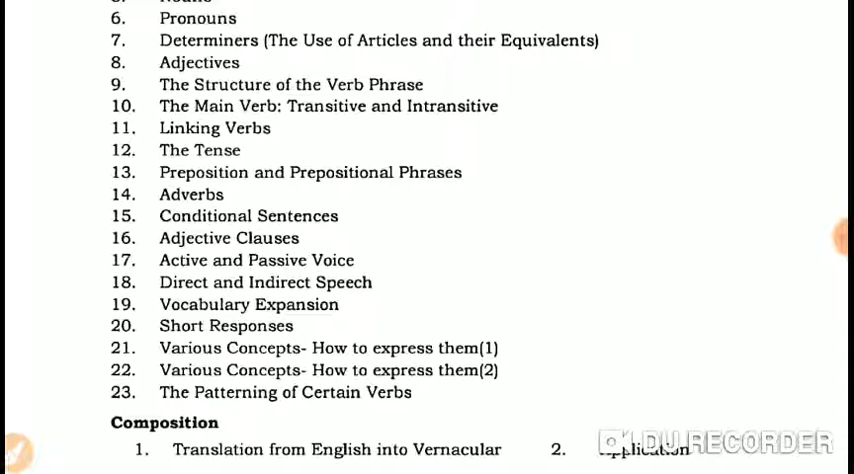 6. Pronouns
7. Determiners (The Use of Articles and their Equivalents)
8. Adjectives
9. The Structure of the Verb Phrase
10. The Main Verb: Transitive and Intransitive
11. Linking Verbs
12. The Tense
13. Preposition and Prepositional Phrases
14. Adverbs
15. Conditional Sentences
16. Adjective Clauses
17. Active and Passive Voice
18. Direct and Indirect Speech
19. Vocabulary Expansion
20. Short Responses
21. Various Concepts- How to express them(1)
22. Various Concepts- How to express them(2)
23. The Patterning of Certain Verbs
Composition
1. Translation from English into Vernacular 2.
DU RECORDER